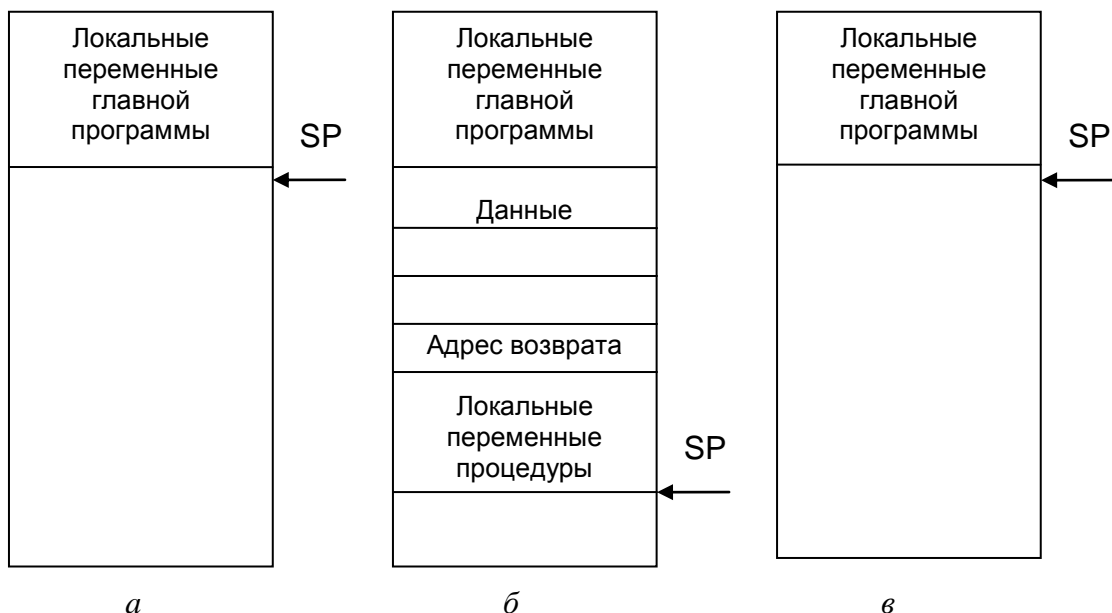 Локальные
переменные
главной
программы
SP
Локальные
переменные
главной
программы
Данные
Адрес возврата
Локальные
переменные
процедуры
SP
Локальные
переменные
главной
программы
SP
а
б
в